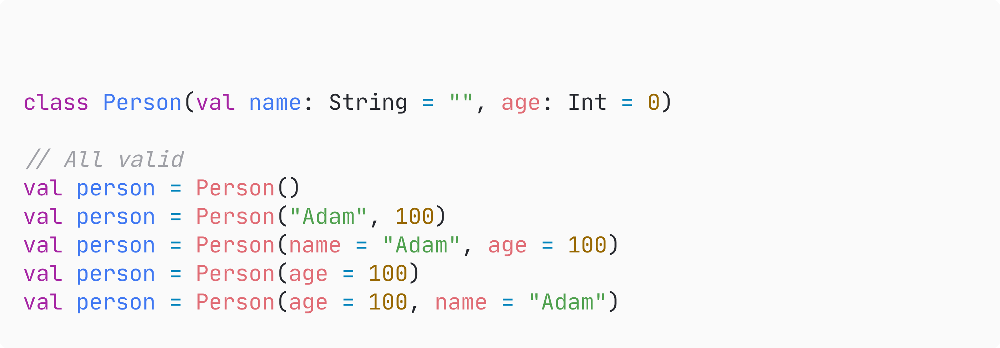 class Person(val name: String = "", age: Int = 0)
// All valid
val person = Person()
val person = Person("Adam", 100)
val person = Person(name = "Adam", age = 100)
val person = Person(age = 100)
val person = Person(age = 100, name = "Adam")